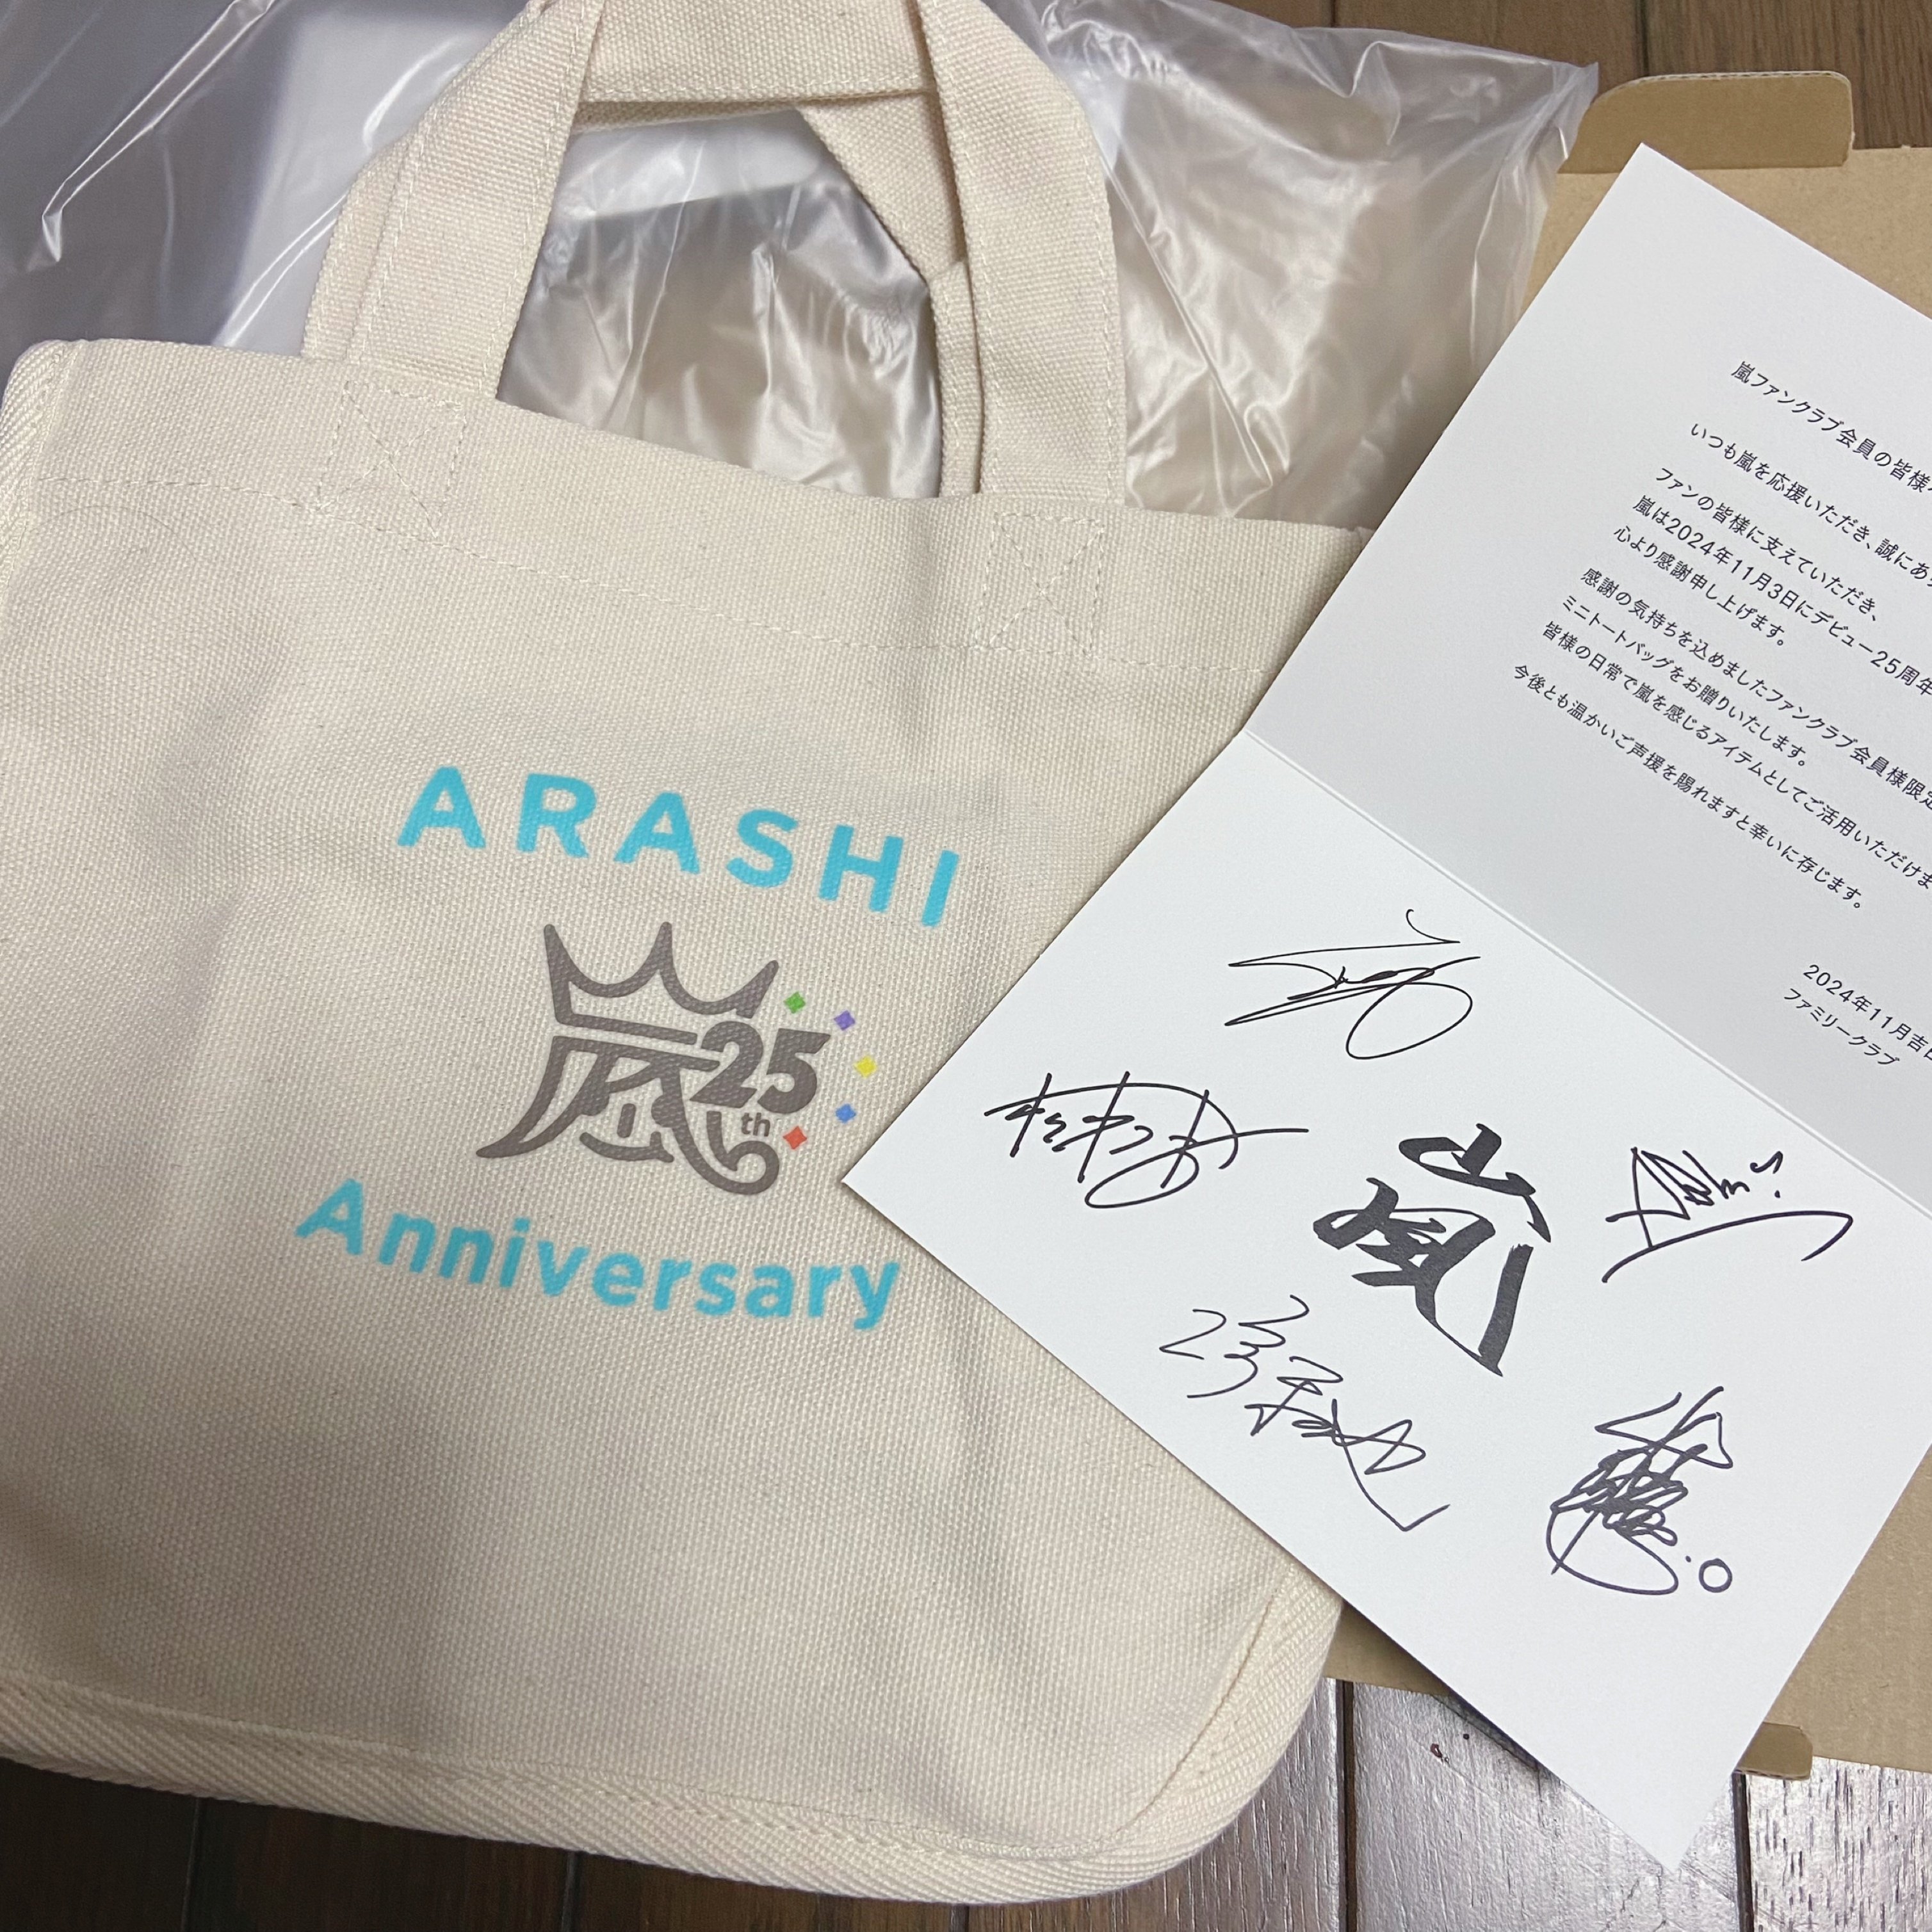 ARASHI
嵐25th
Anniversary
嵐ファンクラブ会員の皆様
いつも嵐を応援いただき、誠にあ
ファンの皆様に支えていただき、
嵐は2024年11月3日にデビュー25周年
心より感謝申し上げます。
感謝の気持ちを込めましたファンクラブ会員様限定
ミニトートバッグをお贈りいたします。
皆様の日常で嵐を感じるアイテムとしてご活用いただけま
今後とも温かいご声援を賜れますと幸いに存じます。
2024年11月吉日
ファミリークラブ
嵐